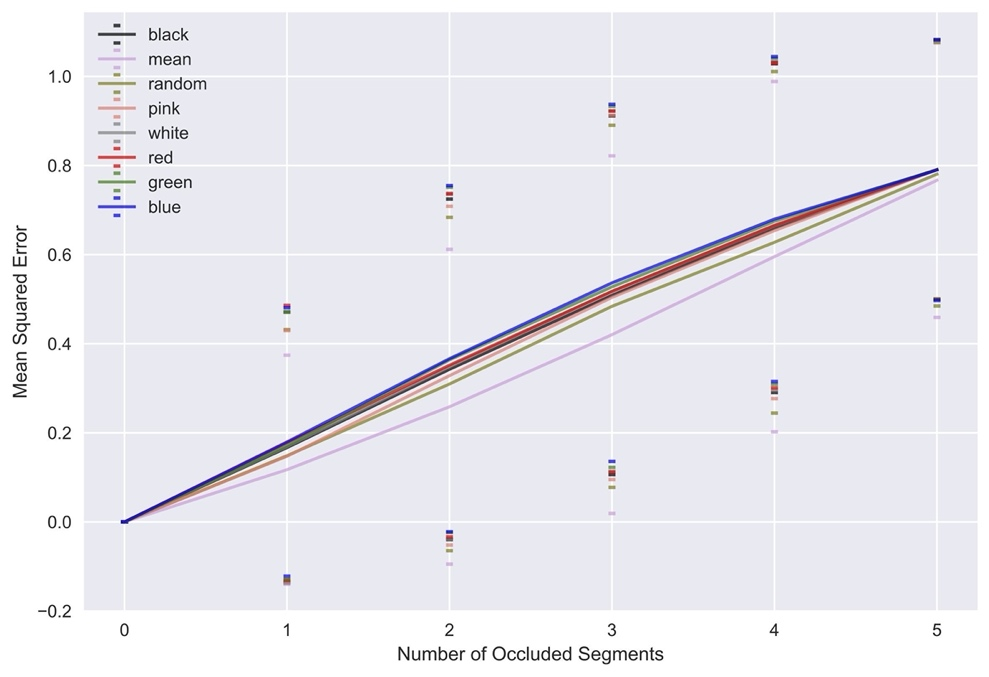 black
mean
random
pink
white
red
green
blue
1.0
0.8
0.6
0.4
0.2
0.0
−0.2
Mean Squared Error
0 1 2 3 4 5
Number of Occluded Segments